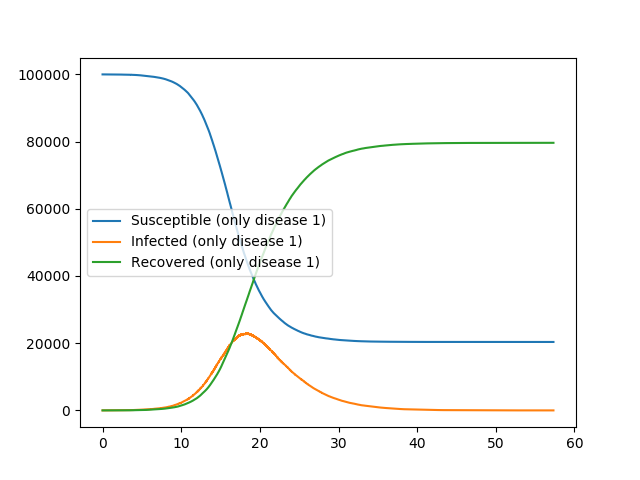 100000
80000
60000
40000
20000
0
Susceptible (only disease 1)
Infected (only disease 1)
Recovered (only disease 1)
0 10 20 30 40 50 60